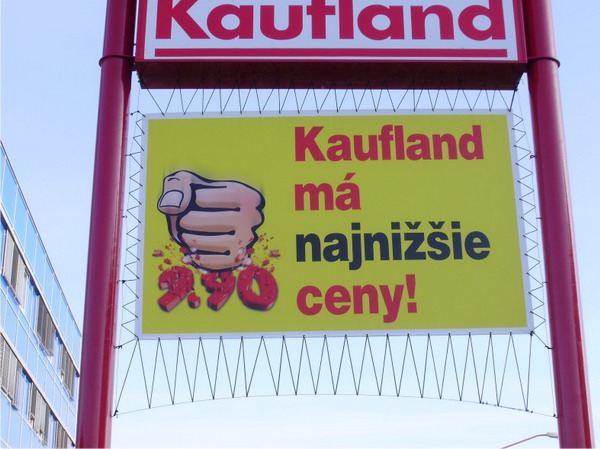 Kaufland
Kaufland
má
najnižšie
ceny!
9.90